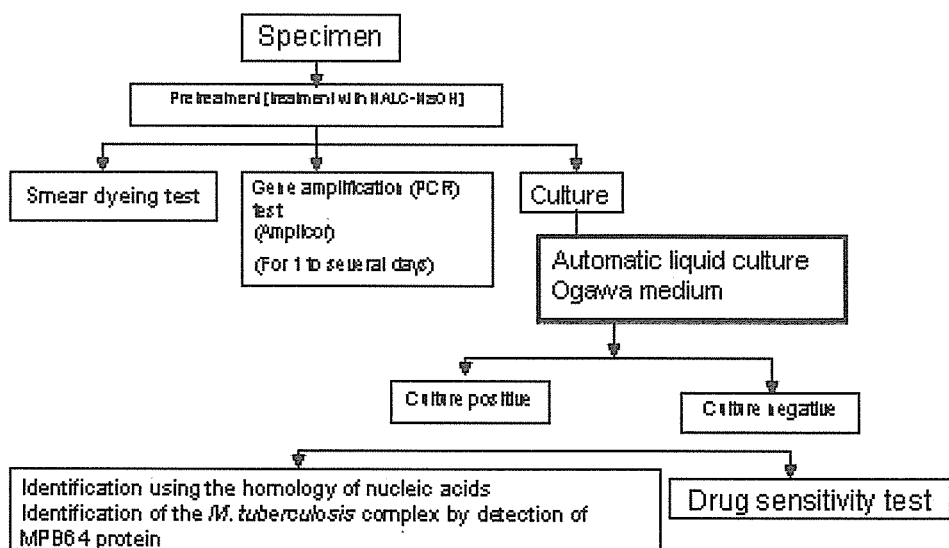 Specimen
Pretreatment [treatment with NALC-NaOH]
Smear dyeing test
Gene amplification (PCR)
test
(Amplicor)
(For 1 to several days)
Culture
Automatic liquid culture
Ogawa medium
Culture positive
Culture negative
Identification using the homology of nucleic acids
Identification of the M. tuberculosis complex by detection of
MPB64 protein
Drug sensitivity test